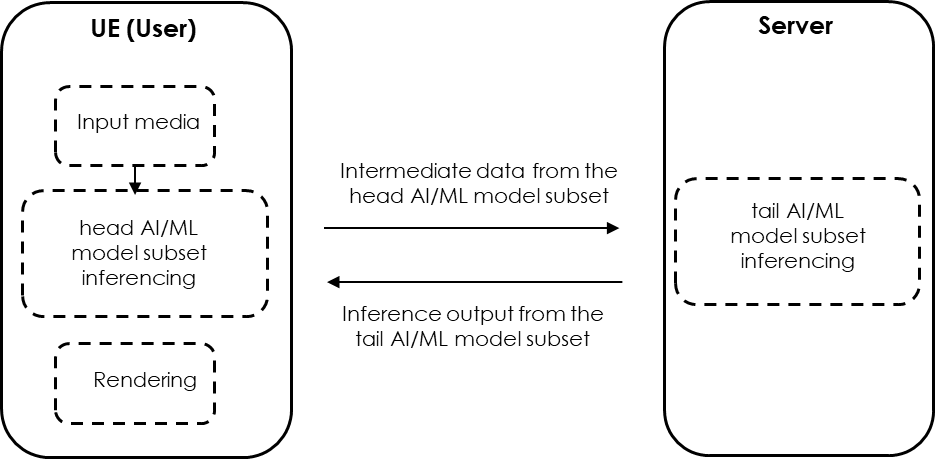 UE (User)
Input media
head AI/ML
model subset
inferencing
Rendering
Intermediate data from the
head AI/ML model subset
Inference output from the
tail AI/ML model subset
Server
tail AI/ML
model subset
inferencing